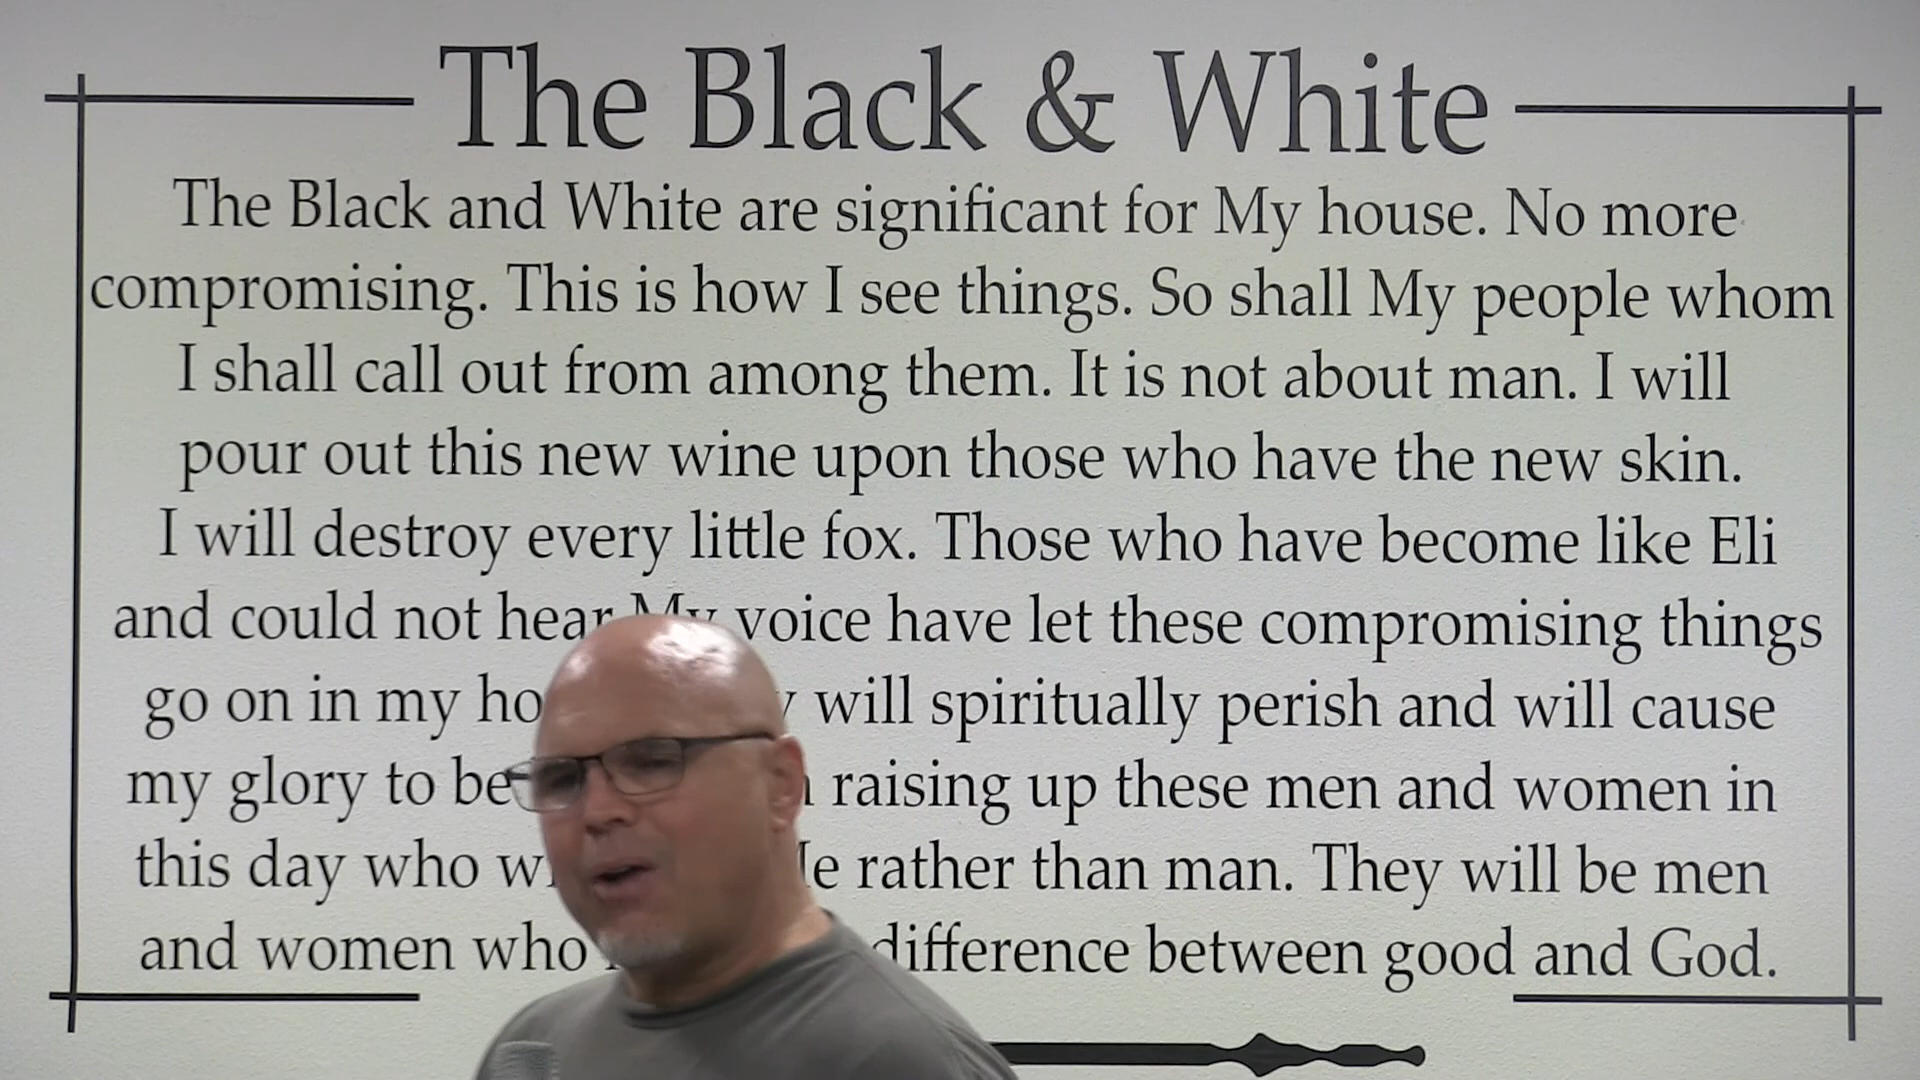 The Black & White
The Black and White are significant for My house. No more
compromising. This is how I see things. So shall My people whom
I shall call out from among them. It is not about man. I will
pour out this new wine upon those who have the new skin.
I will destroy every little fox. Those who have become like Eli
and could not hear My voice have let these compromising things
go on in my will spiritually perish and will cause
my glory to be raising up these men and women in
this day who rather than man. They will be men
and women who difference between good and God.